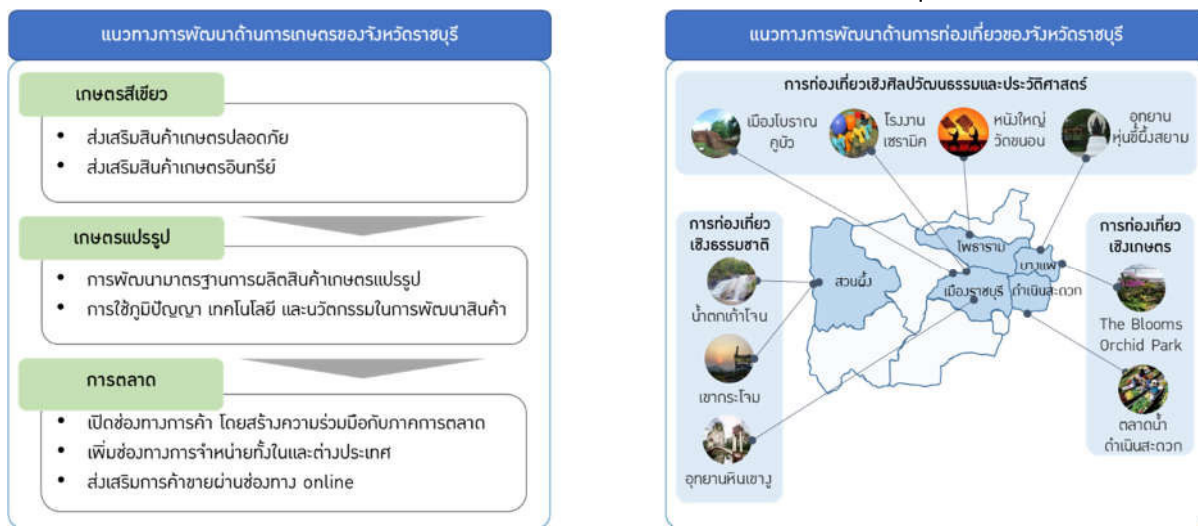 แนวทางการพัฒนาด้านการเกษตรของจังหวัดราชบุรี
เกษตรสีเขียว
• ส่งเสริมสินค้าเกษตรปลอดภัย
• ส่งเสริมสินค้าเกษตรอินทรีย์
เกษตรแปรรูป
• การพัฒนามาตรฐานการผลิตสินค้าเกษตรแปรรูป
• การใช้ภูมิปัญญา เทคโนโลยี และนวัตกรรมในการพัฒนาสินค้า
การตลาด
• เปิดช่องทางการค้า โดยสร้างความร่วมมือกับภาคการตลาด
• เพิ่มช่องทางการจำหน่ายทั้งในและต่างประเทศ
• ส่งเสริมการค้าขายผ่านช่องทาง online
แนวทางการพัฒนาด้านการท่องเที่ยวของจังหวัดราชบุรี
การท่องเที่ยวเชิงศิลปวัฒนธรรมและประวัติศาสตร์
เมืองโบราณ
คูบัว
โรงงาน
เซรามิค
หนังใหญ่
วัดขนอน
อุทยาน
หุ่นขี้ผึ้งสยาม
การท่องเที่ยว
เชิงธรรมชาติ
น้ำตกเก้าโจน
เขากระโจม
อุทยานหินเขางู
สวนผึ้ง
โพธาราม
บางแพ
เมืองราชบุรี
ดำเนินสะดวก
การท่องเที่ยว
เชิงเกษตร
The Blooms
Orchid Park
ตลาดน้ำ
ดำเนินสะดวก